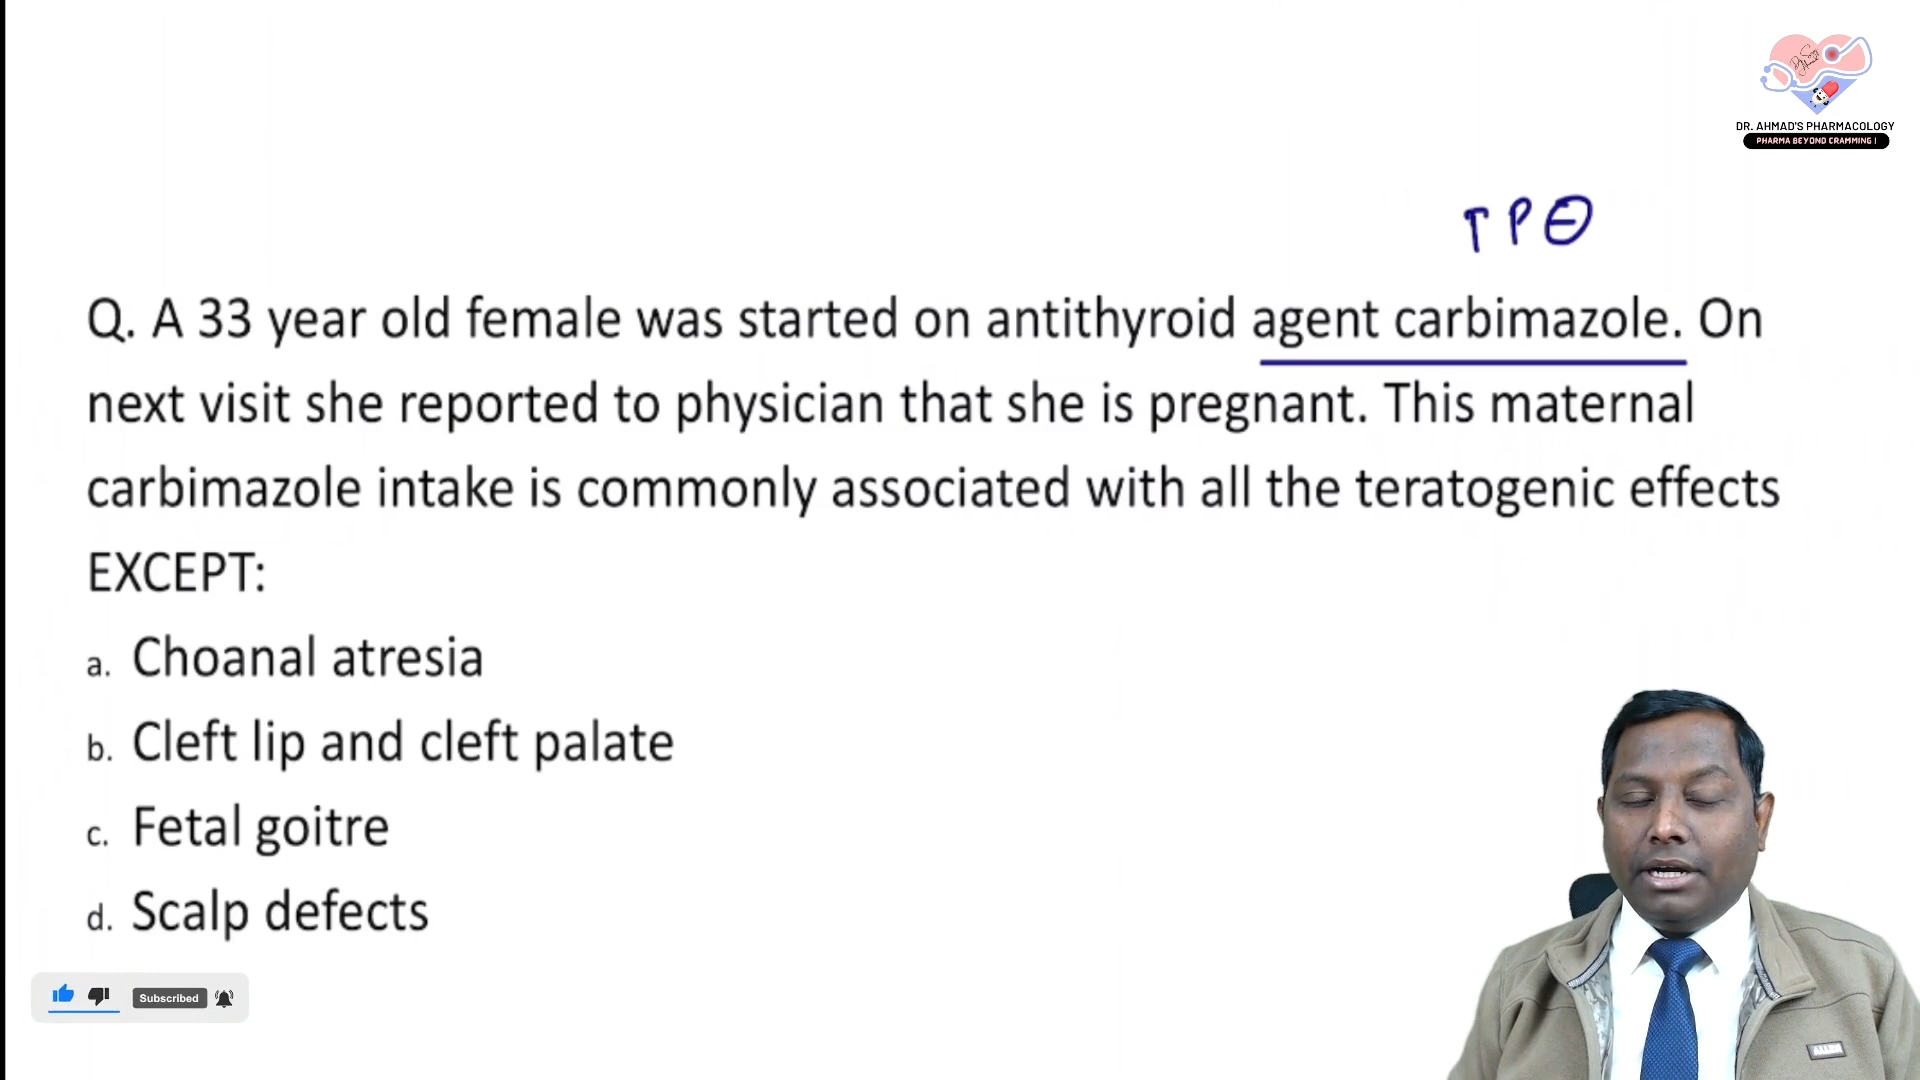 DR. AHMAD'S PHARMACOLOGY
PHARMA BEYOND CRAMMING !
TPO
Q. A 33 year old female was started on antithyroid agent carbimazole. On
next visit she reported to physician that she is pregnant. This maternal
carbimazole intake is commonly associated with all the teratogenic effects
EXCEPT:
a. Choanal atresia
b. Cleft lip and cleft palate
c. Fetal goitre
d. Scalp defects
Subscribed